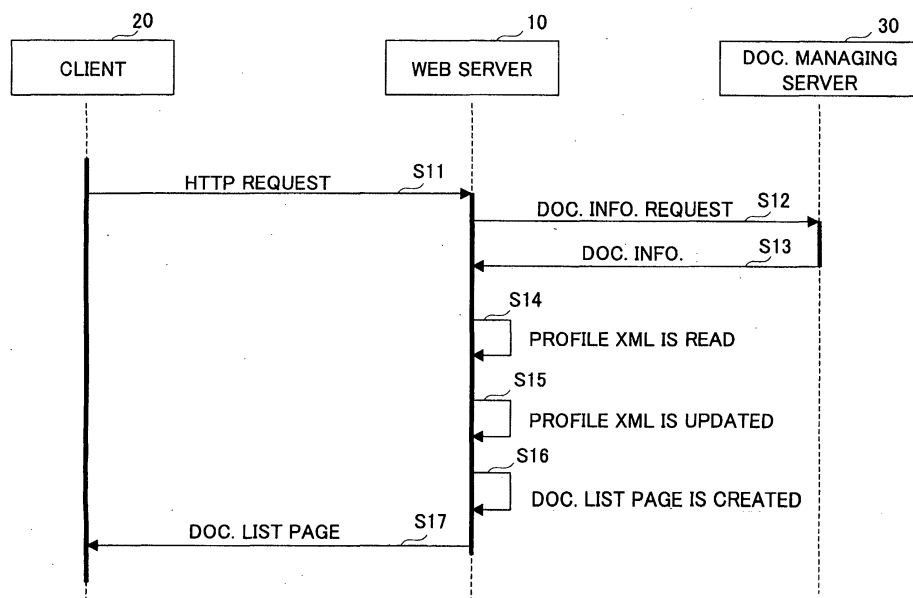 20
10
30
CLIENT
WEB SERVER
DOC. MANAGING
SERVER
HTTP REQUEST
S11
DOC. INFO. REQUEST
S12
DOC. INFO.
S13
S14
PROFILE XML IS READ
S15
PROFILE XML IS UPDATED
S16
DOC. LIST PAGE IS CREATED
DOC. LIST PAGE
S17